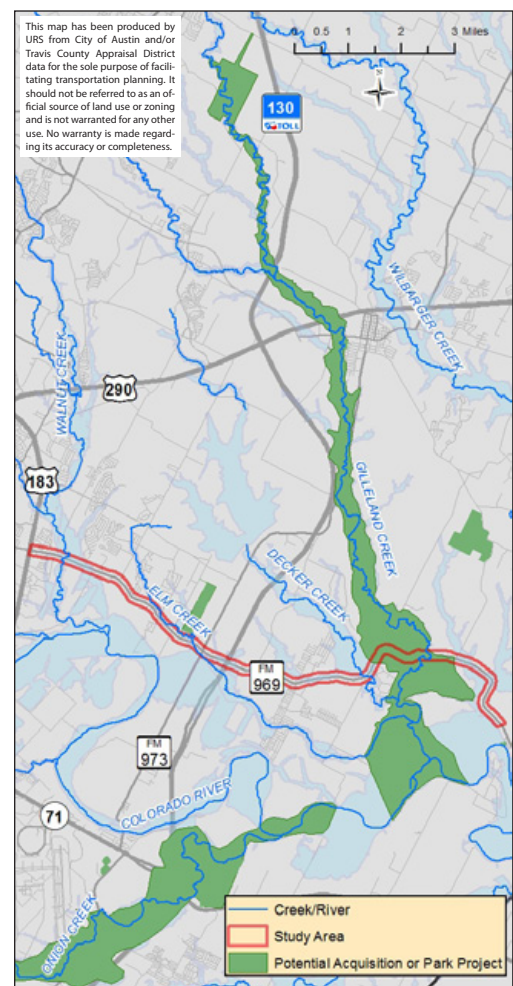 This map has been produced by
URS from City of Austin and/or
Travis County Appraisal District
data for the sole purpose of facili-
tating transportation planning. It
should not be referred to as an of-
ficial source of land use or zoning
and is not warranted for any other
use. No warranty is made regard-
ing its accuracy or completeness.
0 0.5 1 2 3 Miles
N
130
TOLL
WILBARGER CREEK
WALNUT CREEK
290
183
GILLELAND CREEK
DECKER CREEK
ELM CREEK
FM
969
FM
973
COLORADO RIVER
71
ONION CREEK
Creek/River
Study Area
Potential Acquisition or Park Project